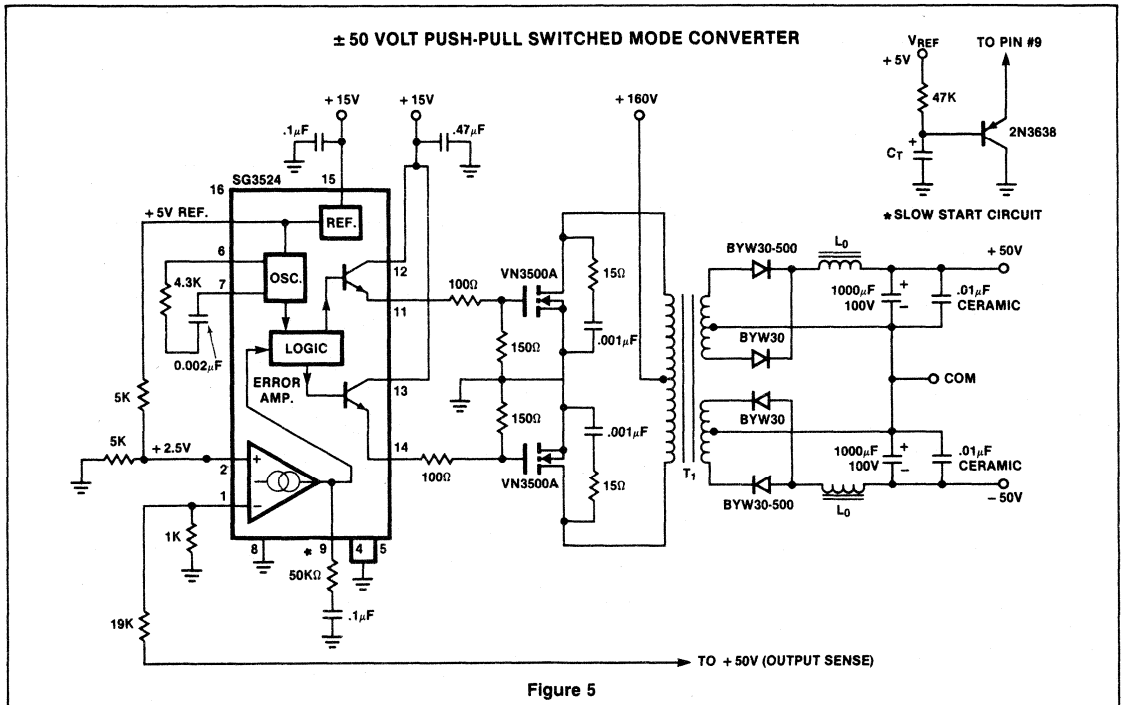 ± 50 VOLT PUSH-PULL SWITCHED MODE CONVERTER
VREF
+5V
TO PIN #9
47K
2N3638
+
CT
*SLOW START CIRCUIT
+15V
+15V
+160V
.1μF
.47μF
SG3524
16
15
+5V REF.
REF.
6
OSC.
7
4.3K
0.002μF
12
11
LOGIC
ERROR
AMP.
13
14
5K
5K
+2.5V
2
+
1
−
1K
19K
8
*
9
4
5
50KΩ
.1μF
100Ω
VN3500A
15Ω
.001μF
150Ω
150Ω
.001μF
100Ω
VN3500A
15Ω
T1
BYW30-500
L0
+50V
1000μF
100V
+
−
.01μF
CERAMIC
BYW30
COM
BYW30
1000μF
100V
+
−
.01μF
CERAMIC
BYW30-500
L0
−50V
TO +50V (OUTPUT SENSE)
Figure 5